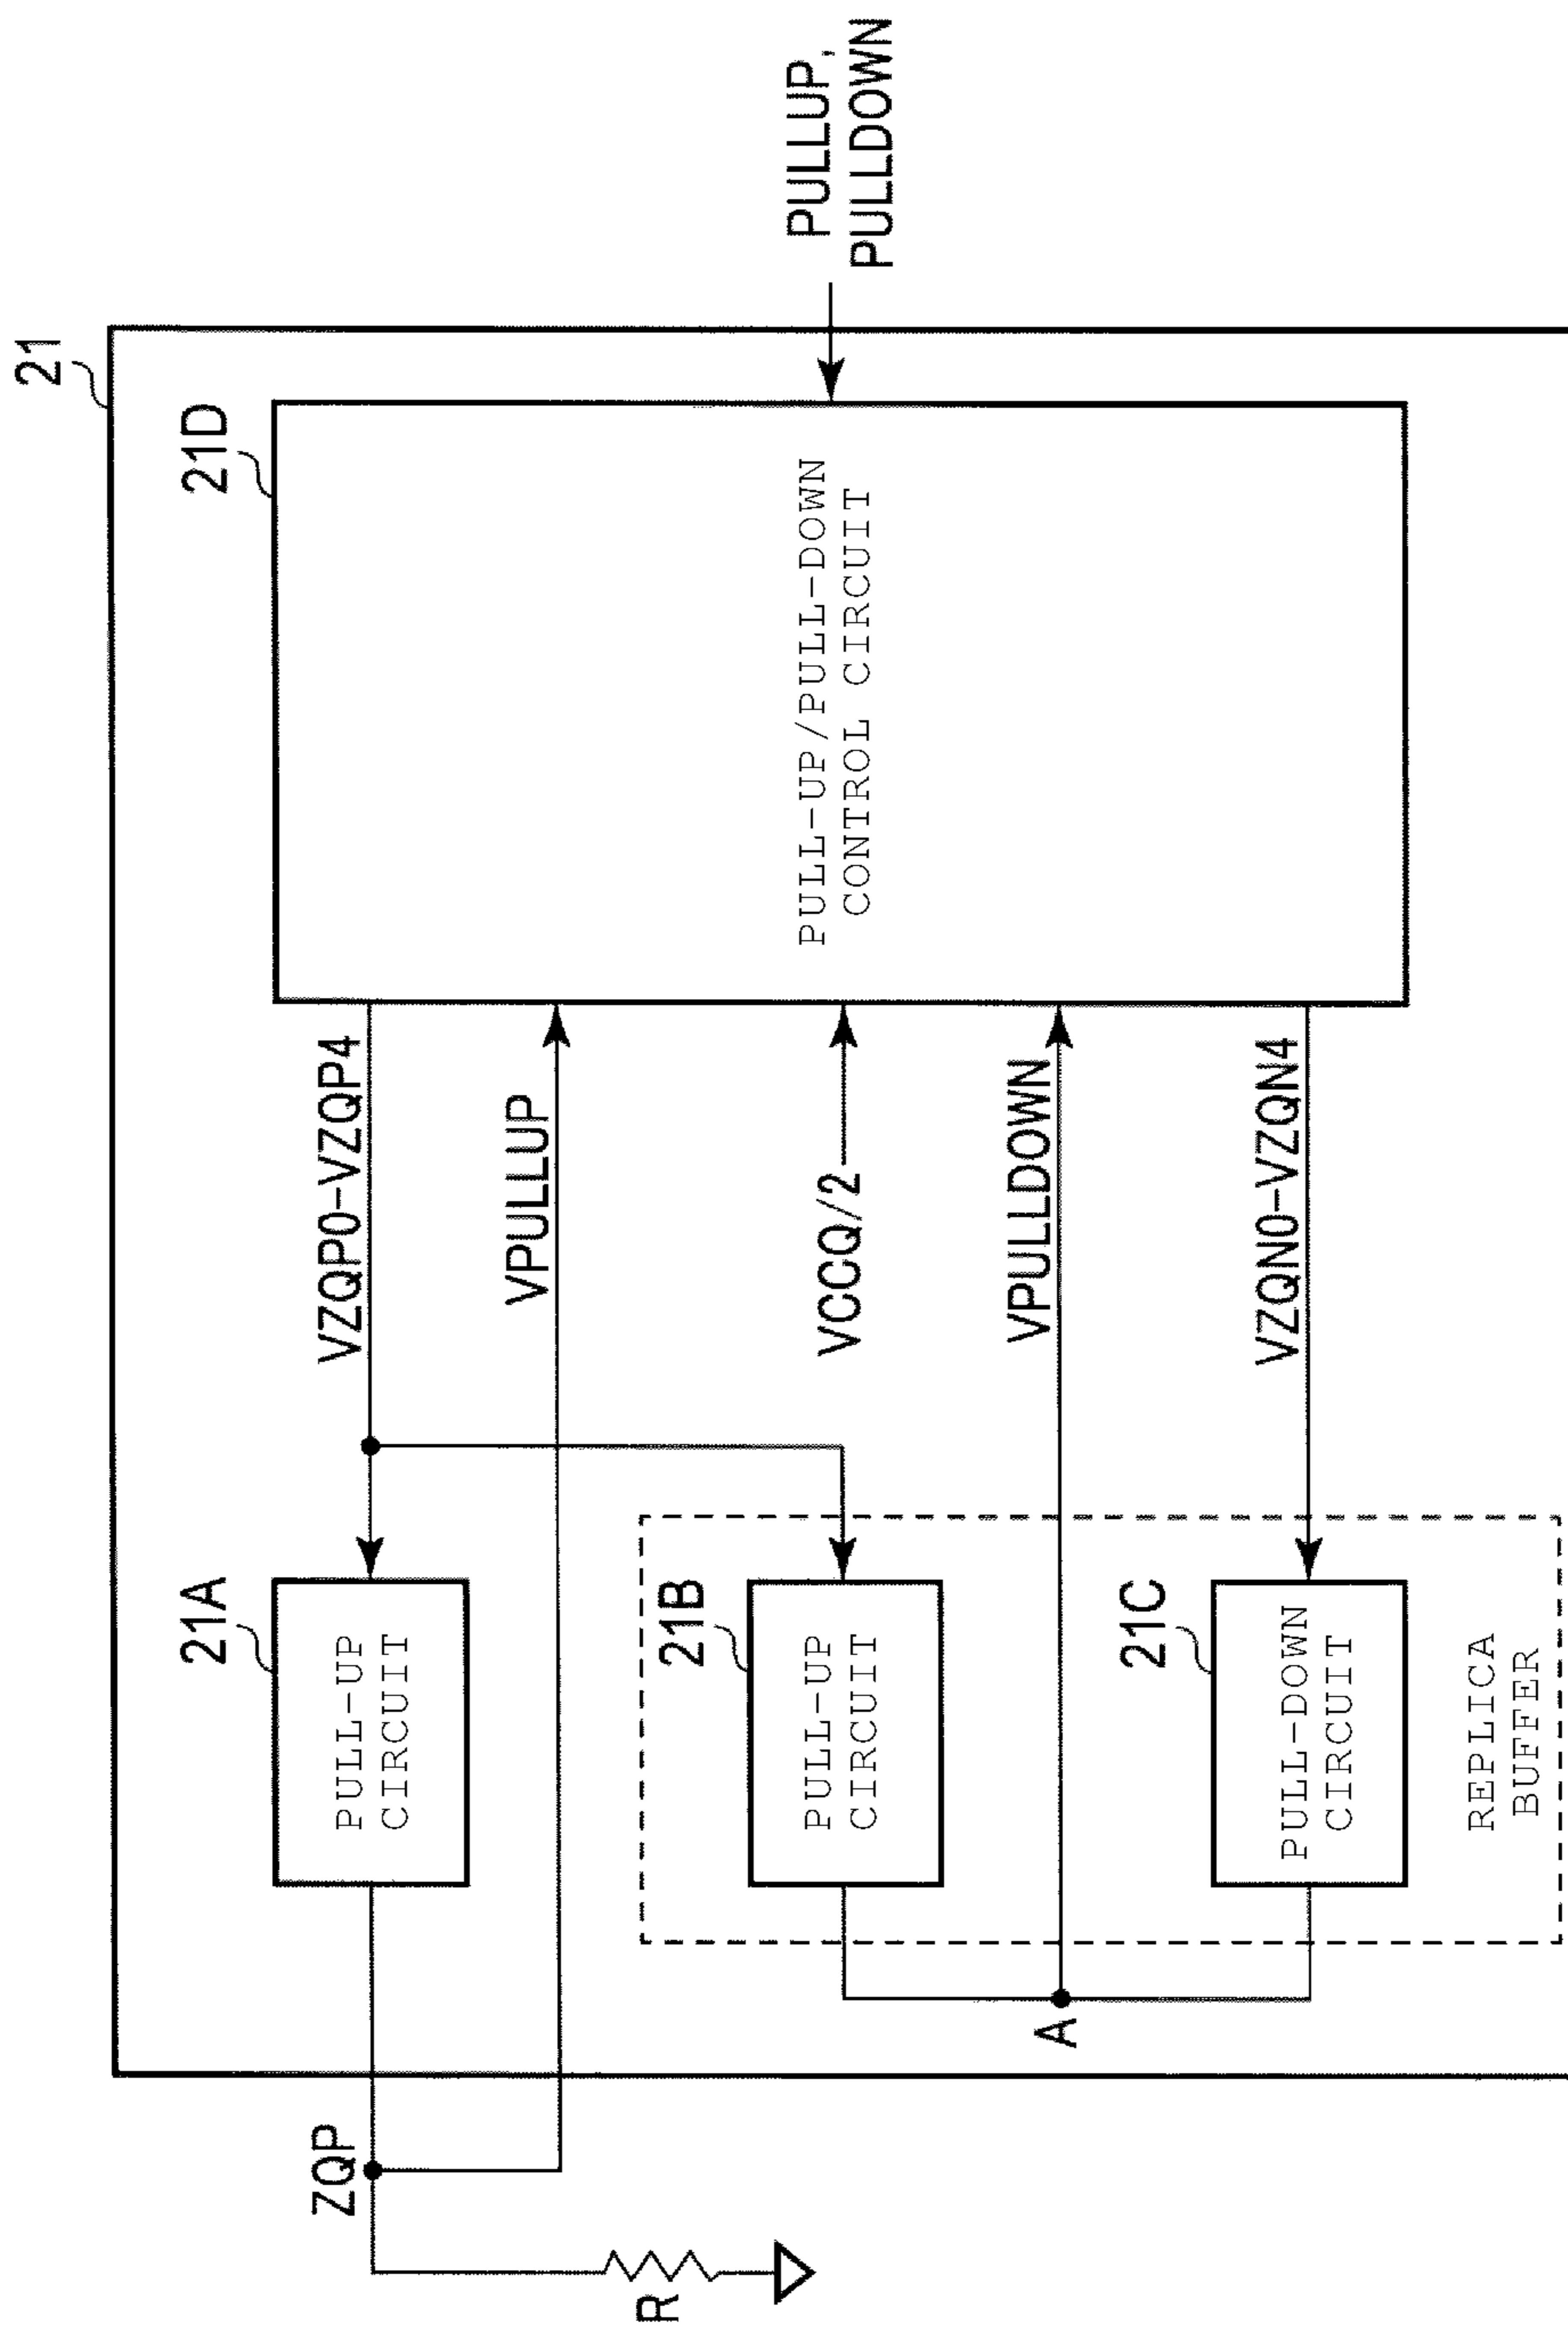 21
21D
PULLUP,
PULLDOWN
PULL-UP/PULL-DOWN
CONTROL CIRCUIT
VZQP0-VZQP4
VPULLUP
VCCQ/2
VPULLDOWN
VZQN0-VZQN4
21A
PULL-UP
CIRCUIT
21B
PULL-UP
CIRCUIT
21C
PULL-DOWN
CIRCUIT
REPLICA
BUFFER
A
ZQP
R